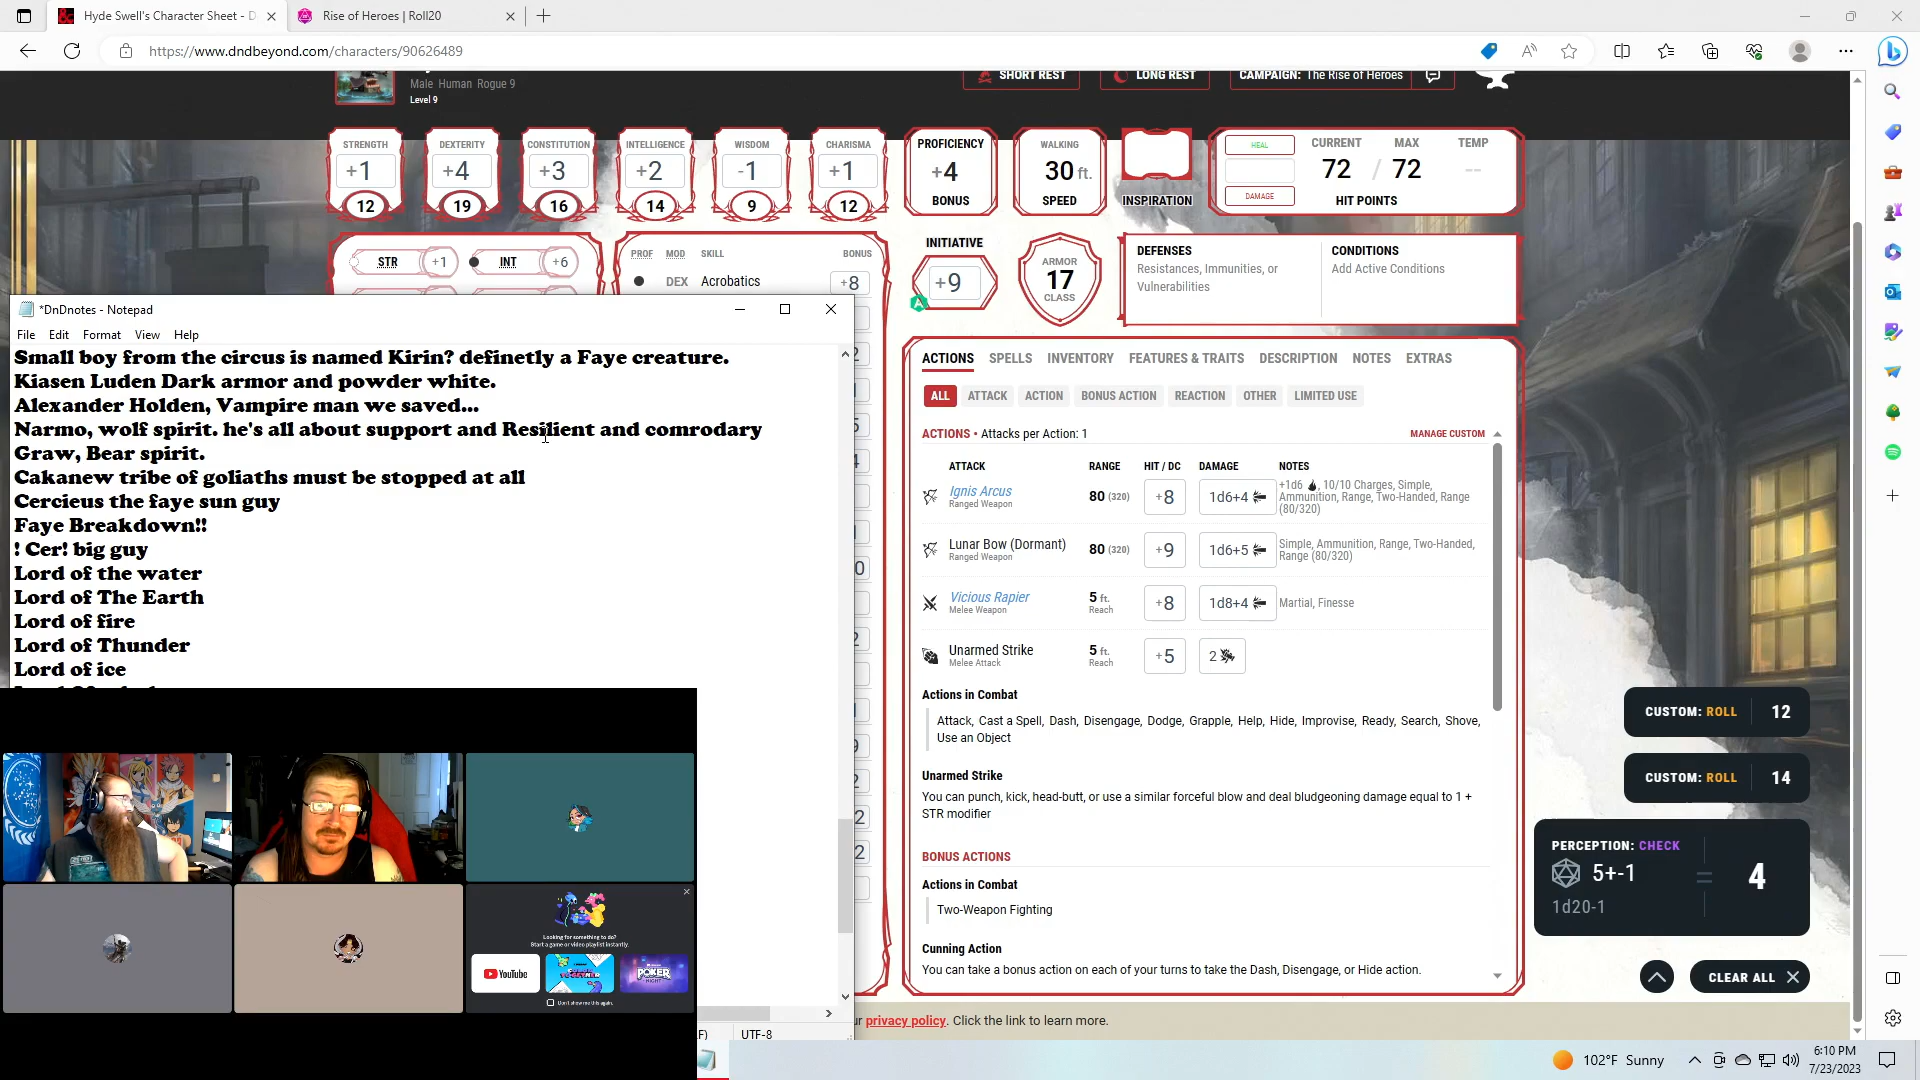 Hyde Swell's Character Sheet - D
Rise of Heroes | Roll20
https://www.dndbeyond.com/characters/90626489
Male Human Rogue 9
Level 9
SHORT REST
LONG REST
CAMPAIGN: The Rise of Heroes
STRENGTH
+1
12
DEXTERITY
+4
19
CONSTITUTION
+3
16
INTELLIGENCE
+2
14
WISDOM
-1
9
CHARISMA
+1
12
PROFICIENCY
+4
BONUS
WALKING
30 ft.
SPEED
INSPIRATION
HEAL
DAMAGE
CURRENT
72
/
MAX
72
TEMP
--
HIT POINTS
STR +1
INT +6
PROF MOD SKILL BONUS
DEX Acrobatics +8
INITIATIVE
+9
ARMOR
17
CLASS
DEFENSES
Resistances, Immunities, or
Vulnerabilities
CONDITIONS
Add Active Conditions
*DnDnotes - Notepad
File Edit Format View Help
Small boy from the circus is named Kirin? definetly a Faye creature.
Kiasen Luden Dark armor and powder white.
Alexander Holden, Vampire man we saved...
Narmo, wolf spirit. he's all about support and Resilient and comrodary
Graw, Bear spirit.
Cakanew tribe of goliaths must be stopped at all
Cercieus the faye sun guy
Faye Breakdown!!
! Cer! big guy
Lord of the water
Lord of The Earth
Lord of fire
Lord of Thunder
Lord of ice
UTF-8
ACTIONS SPELLS INVENTORY FEATURES & TRAITS DESCRIPTION NOTES EXTRAS
ALL ATTACK ACTION BONUS ACTION REACTION OTHER LIMITED USE
ACTIONS • Attacks per Action: 1
MANAGE CUSTOM
ATTACK RANGE HIT / DC DAMAGE NOTES
Ignis Arcus
Ranged Weapon
80 (320)
+8
1d6+4
+1d6 , 10/10 Charges, Simple,
Ammunition, Range, Two-Handed, Range
(80/320)
Lunar Bow (Dormant)
Ranged Weapon
80 (320)
+9
1d6+5
Simple, Ammunition, Range, Two-Handed,
Range (80/320)
Vicious Rapier
Melee Weapon
5 ft.
Reach
+8
1d8+4
Martial, Finesse
Unarmed Strike
Melee Attack
5 ft.
Reach
+5
2
Actions in Combat
Attack, Cast a Spell, Dash, Disengage, Dodge, Grapple, Help, Hide, Improvise, Ready, Search, Shove,
Use an Object
Unarmed Strike
You can punch, kick, head-butt, or use a similar forceful blow and deal bludgeoning damage equal to 1 +
STR modifier
BONUS ACTIONS
Actions in Combat
Two-Weapon Fighting
Cunning Action
You can take a bonus action on each of your turns to take the Dash, Disengage, or Hide action.
CUSTOM: ROLL 12
CUSTOM: ROLL 14
PERCEPTION: CHECK
5+-1
=
4
1d20-1
CLEAR ALL
Looking for something to do?
Start a game or video playlist instantly.
YouTube
POKER
NIGHT
Don't show me this again.
privacy policy. Click the link to learn more.
102°F Sunny
6:10 PM
7/23/2023